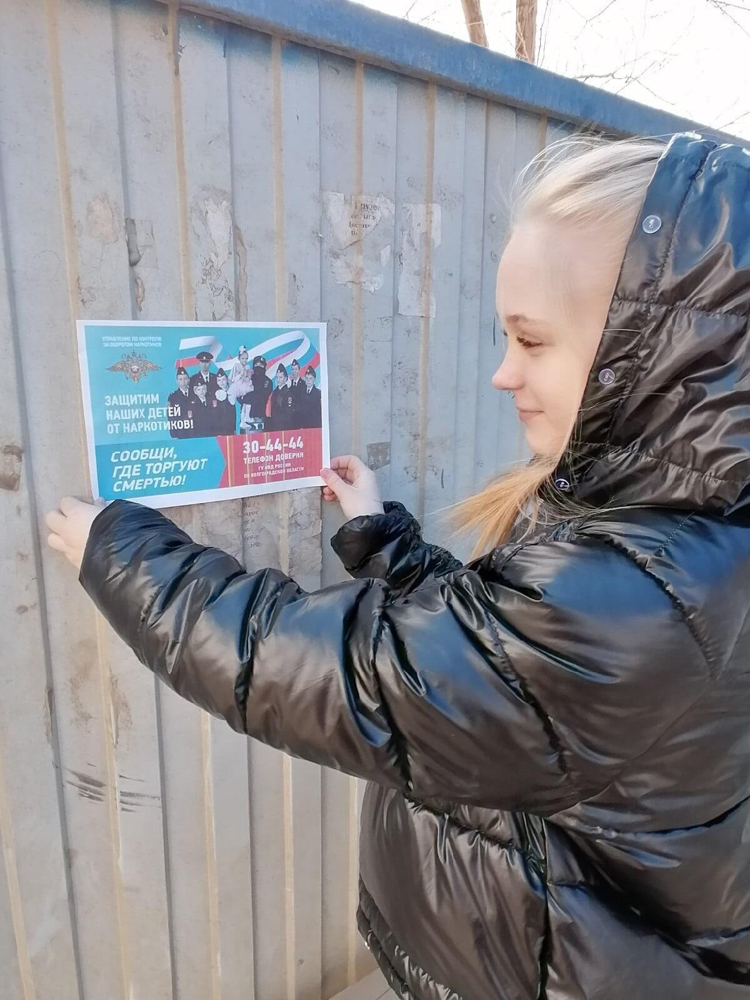 УПРАВЛЕНИЕ ПО КОНТРОЛЮ
ЗА ОБОРОТОМ НАРКОТИКОВ
ЗАЩИТИМ
НАШИХ ДЕТЕЙ
ОТ НАРКОТИКОВ!
СООБЩИ,
ГДЕ ТОРГУЮТ
СМЕРТЬЮ!
30-44-44
ТЕЛЕФОН ДОВЕРИЯ
ГУ МВД РОССИИ
ПО ВОЛГОГРАДСКОЙ ОБЛАСТИ